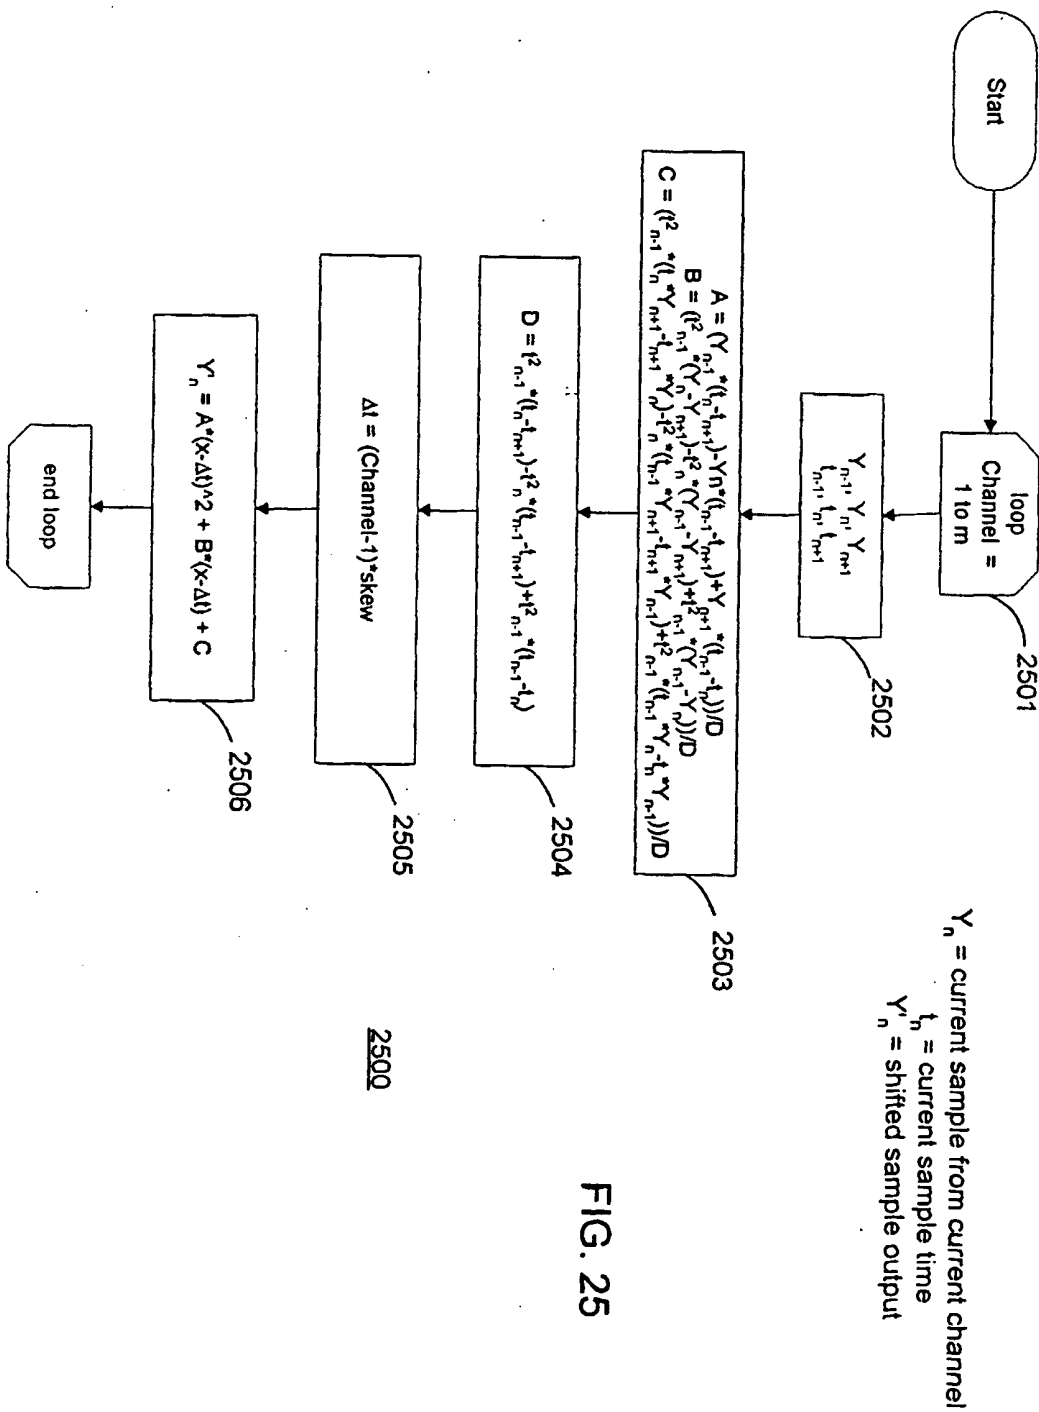 Start
loop
Channel =
1 to m
2501
Yn-1, Yn, Yn+1
tn-1, tn, tn+1
2502
A = (Yn-1*(tn-tn+1)-Yn*(tn-1-tn+1)+Yn+1*(tn-1-tn))/D
B = (t²n-1*(Yn-Yn+1)-t²n*(Yn-1-Yn+1)+t²n-1*(Yn-1-Yn))/D
C = (t²n-1*(tn*Yn+1-tn+1*Yn)-t²n*(tn-1*Yn+1-tn+1*Yn-1)+t²n-1*(tn-1*Yn-tn*Yn-1))/D
2503
D = t²n-1*(tn-tn+1)-t²n*(tn-1-tn+1)+t²n-1*(tn-1-tn)
2504
Δt = (Channel-1)*skew
2505
Y'n = A*(x-Δt)^2 + B*(x-Δt) + C
2506
end loop
Yn = current sample from current channel
tn = current sample time
Y'n = shifted sample output
2500
FIG. 25